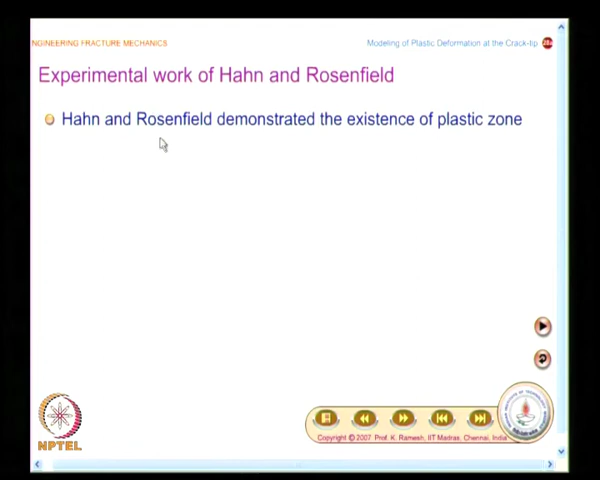 NGINEERING FRACTURE MECHANICS
Modeling of Plastic Deformation at the Crack-tip
Experimental work of Hahn and Rosenfield
Hahn and Rosenfield demonstrated the existence of plastic zone
NPTEL
Copyright © 2007 Prof. K. Ramesh, IIT Madras, Chennai, India